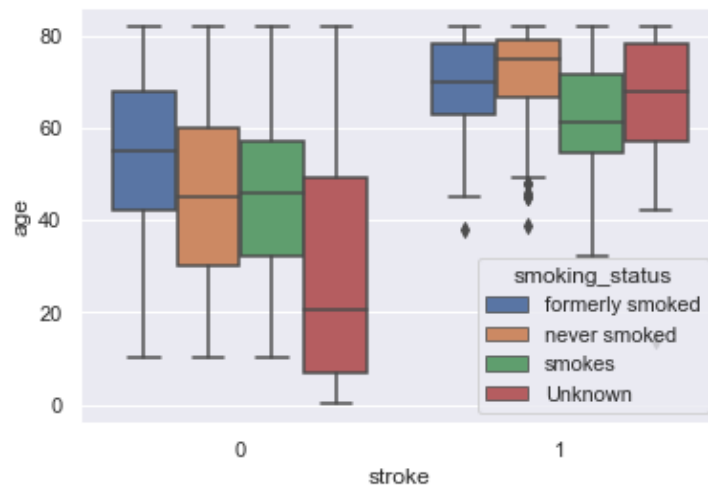 80
60
40
20
0
age
0
1
stroke
smoking_status
formerly smoked
never smoked
smokes
Unknown